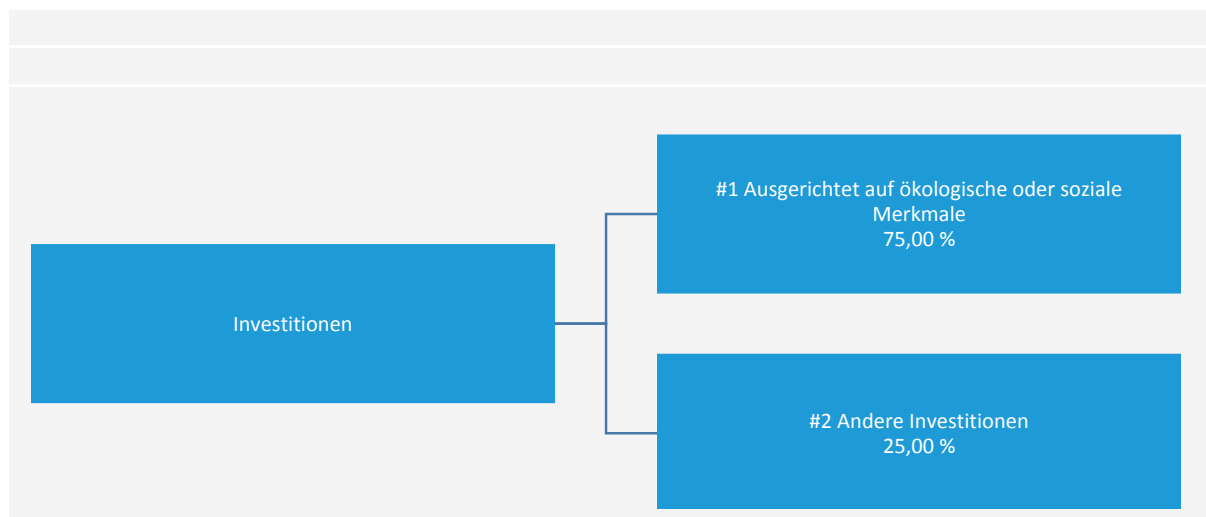 #1 Ausgerichtet auf ökologische oder soziale
Merkmale
75,00 %
Investitionen
#2 Andere Investitionen
25,00 %